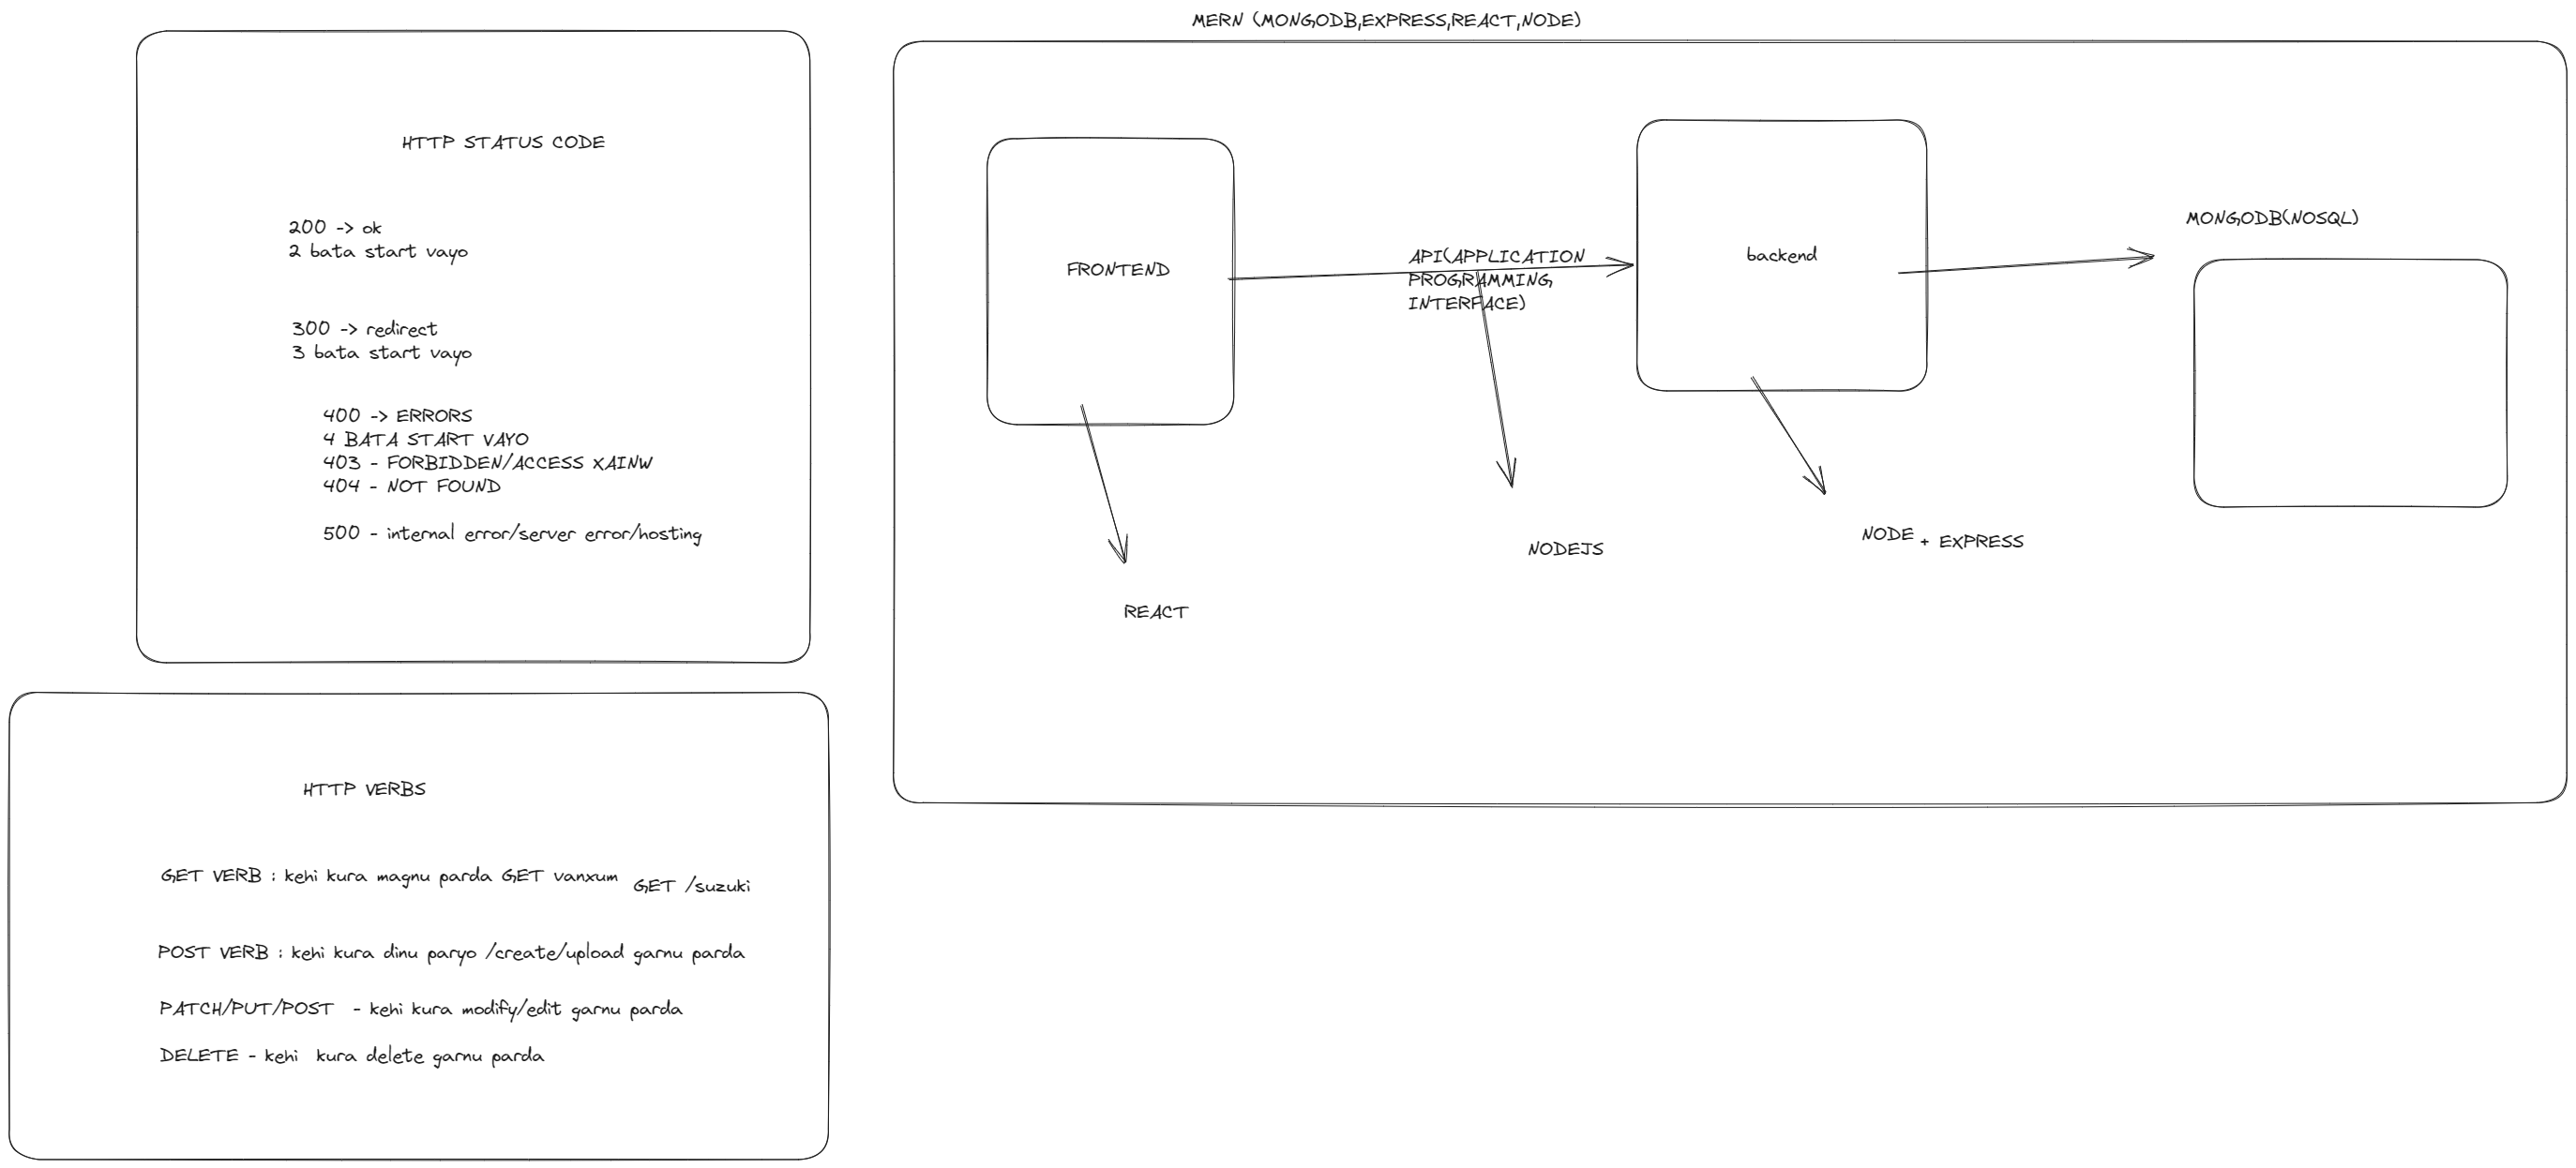 HTTP STATUS CODE
200 -> ok
2 bata start vayo
300 -> redirect
3 bata start vayo
400 -> ERRORS
4 BATA START VAYO
403 - FORBIDDEN/ACCESS XAINW
404 - NOT FOUND
500 - internal error/server error/hosting
HTTP VERBS
GET VERB : kehi kura magnu parda GET vanxum GET /suzuki
POST VERB : kehi kura dinu paryo /create/upload garnu parda
PATCH/PUT/POST - kehi kura modify/edit garnu parda
DELETE - kehi kura delete garnu parda
MERN (MONGODB,EXPRESS,REACT,NODE)
FRONTEND
API(APPLICATION
PROGRAMMING
INTERFACE)
backend
MONGODB(NOSQL)
REACT
NODEJS
NODE + EXPRESS